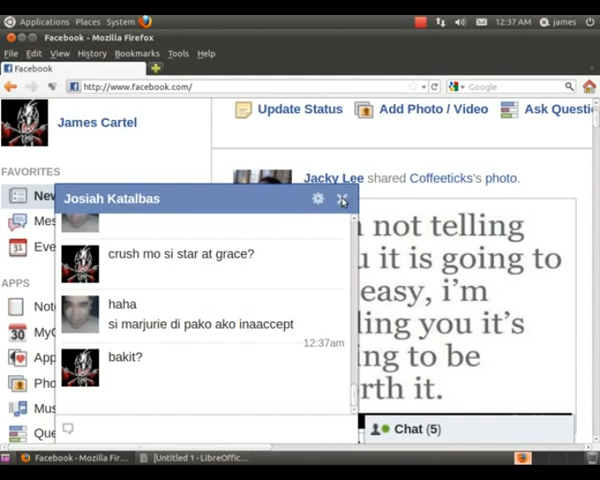 Applications Places System 12:37 AM james
Facebook - Mozilla Firefox
File Edit View History Bookmarks Tools Help
Facebook
http://www.facebook.com/ Google
James Cartel
Update Status Add Photo / Video Ask Questi
FAVORITES
Jacky Lee shared Coffeeticks's photo.
New
Mes
Eve
APPS
Note
MyC
App
Pho
Mus
Que
Josiah Katalbas
crush mo si star at grace?
haha
si marjurie di pako ako inaaccept
12:37am
bakit?
not telling
u it is going to
easy, i'm
ling you it's
ing to be
rth it.
Chat (5)
Facebook - Mozilla Fir... [Untitled 1 - LibreOffic...